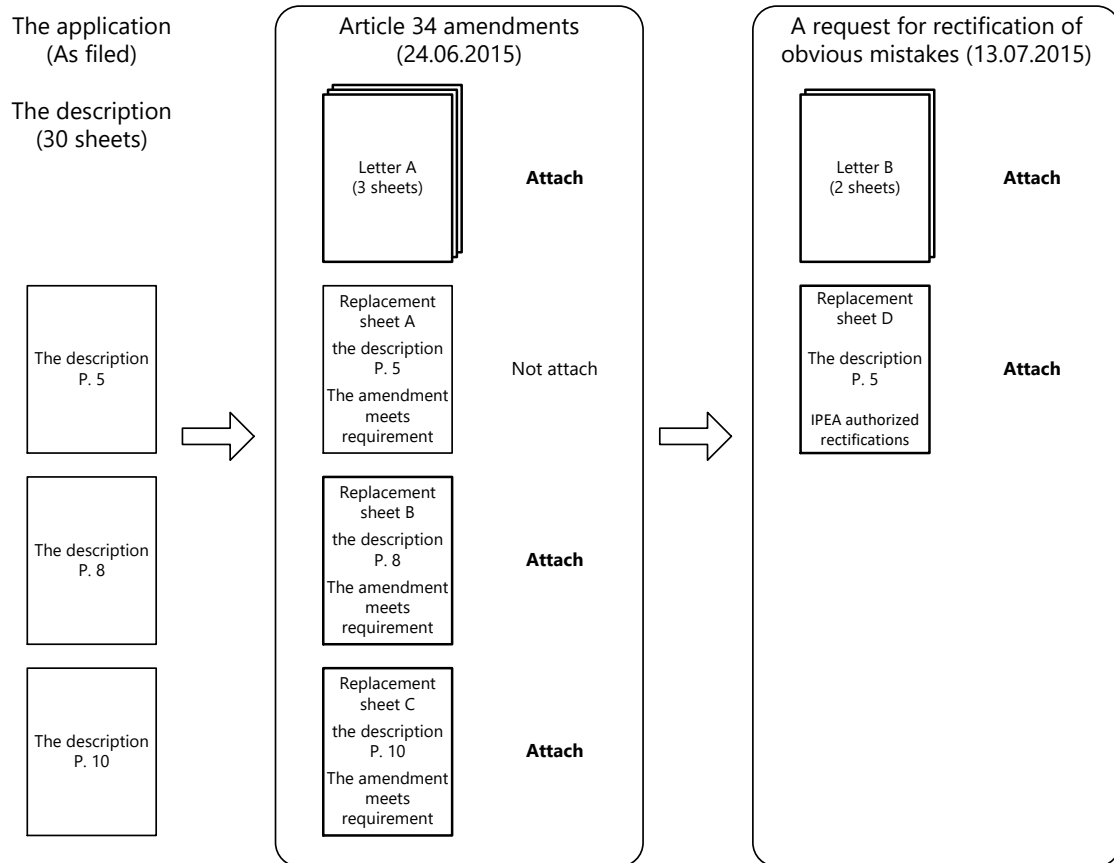 The application
(As filed)
The description
(30 sheets)
The description
P. 5
The description
P. 8
The description
P. 10
Article 34 amendments
(24.06.2015)
Letter A
(3 sheets)
Attach
Replacement
sheet A
the description
P. 5
The amendment
meets
requirement
Not attach
Replacement
sheet B
the description
P. 8
The amendment
meets
requirement
Attach
Replacement
sheet C
the description
P. 10
The amendment
meets
requirement
Attach
A request for rectification of
obvious mistakes (13.07.2015)
Letter B
(2 sheets)
Attach
Replacement
sheet D
The description
P. 5
IPEA authorized
rectifications
Attach